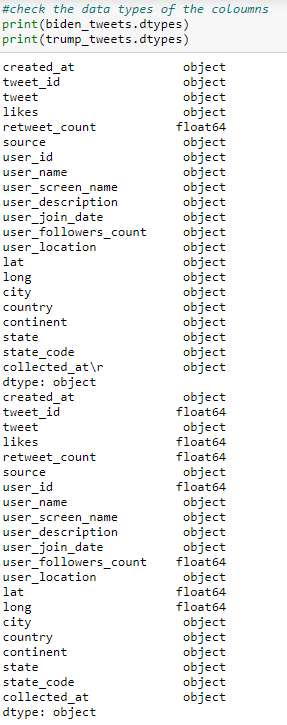 #check the data types of the coloumns
print(biden_tweets.dtypes)
print(trump_tweets.dtypes)
created_at object
tweet_id object
tweet object
likes object
retweet_count float64
source object
user_id object
user_name object
user_screen_name object
user_description object
user_join_date object
user_followers_count object
user_location object
lat object
long object
city object
country object
continent object
state object
state_code object
collected_at\r object
dtype: object
created_at object
tweet_id float64
tweet object
likes float64
retweet_count float64
source object
user_id float64
user_name object
user_screen_name object
user_description object
user_join_date object
user_followers_count float64
user_location object
lat float64
long float64
city object
country object
continent object
state object
state_code object
collected_at object
dtype: object